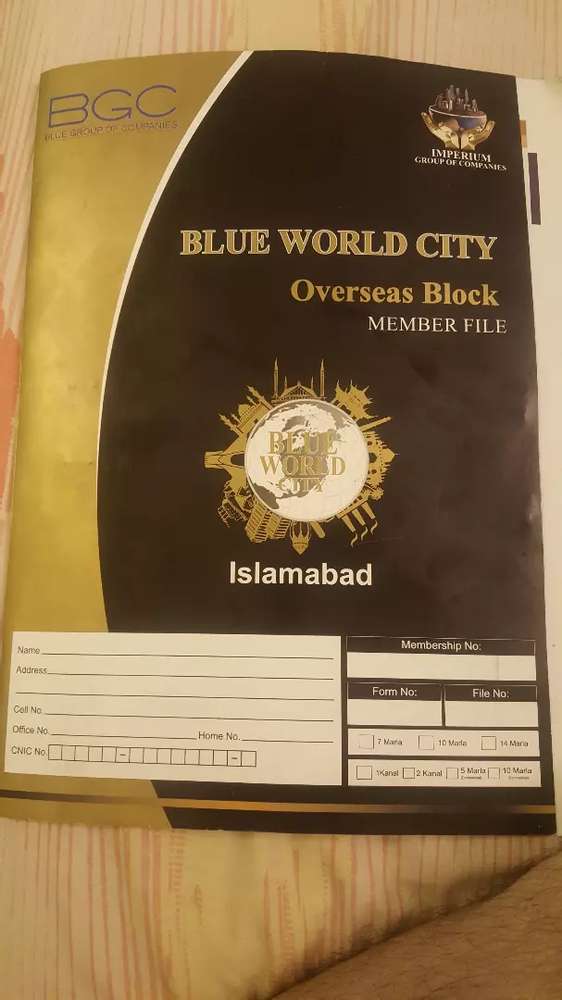 BGC
BLUE GROUP OF COMPANIES
IMPERIUM
GROUP OF COMPANIES
BLUE WORLD CITY
Overseas Block
MEMBER FILE
BLUE
WORLD
CITY
Islamabad
Name
Address
Cell No.
Office No. Home No.
CNIC No.
Membership No:
Form No: File No:
7 Marla 10 Marla 14 Marla
1Kanal 2 Kanal 5 Marla 10 Marla
Commercial Commercial